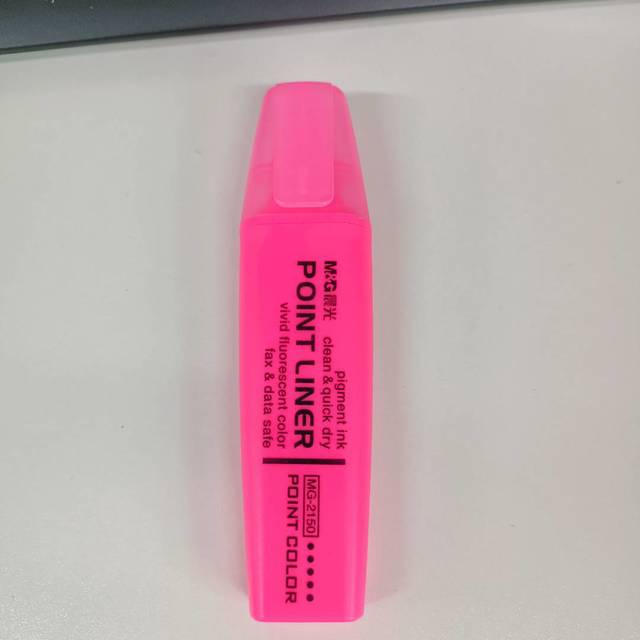 pigment ink
M&G晨光 clean & quick dry
POINT LINER
vivid fluorescent color
fax & data safe
MG-2150
POINT COLOR